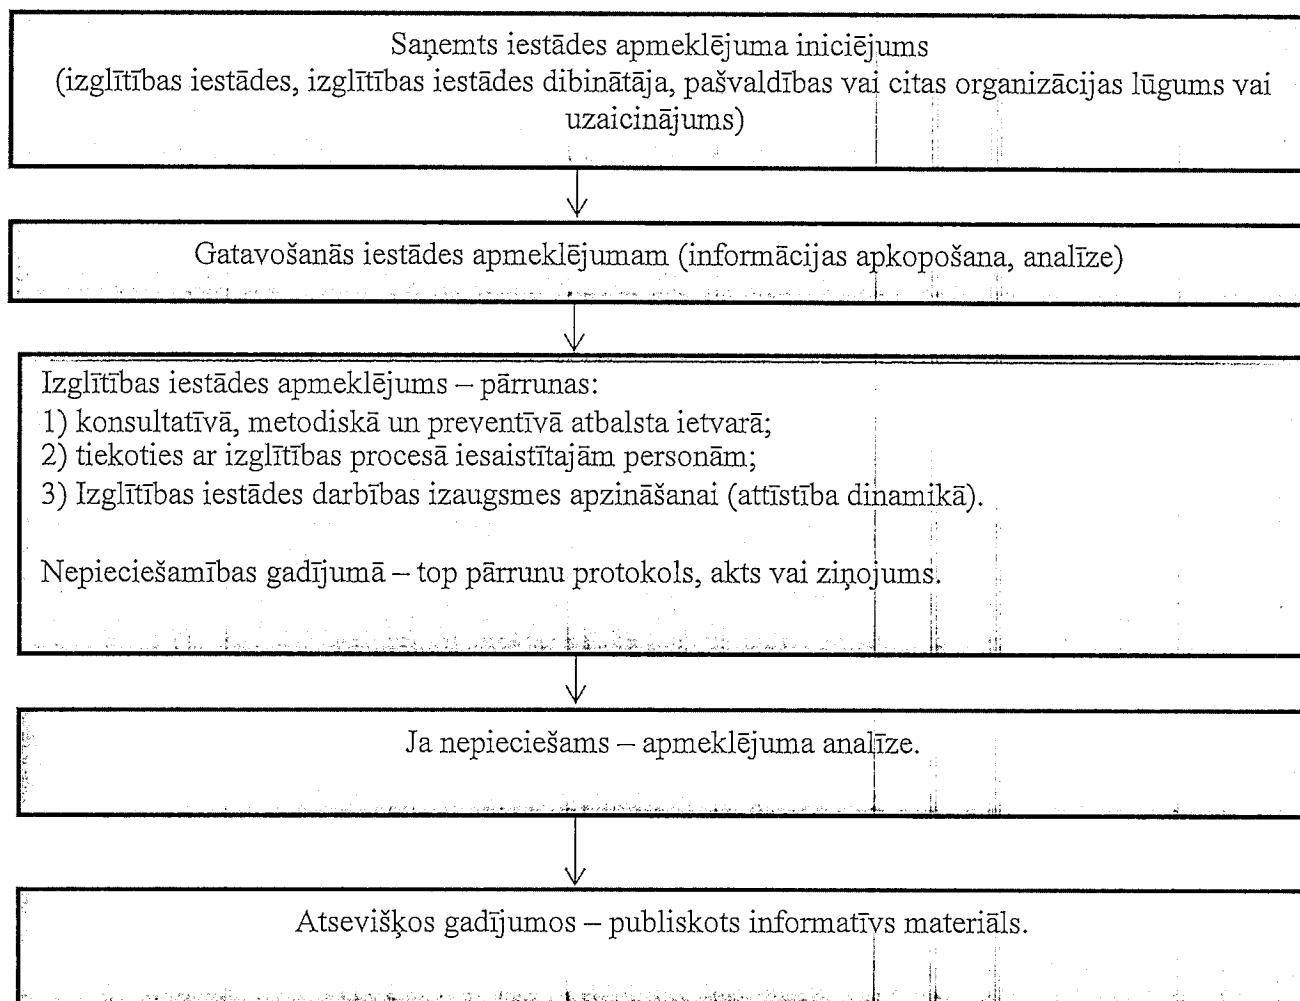 Saņemts iestādes apmeklējuma iniciējums
(izglītības iestādes, izglītības iestādes dibinātāja, pašvaldības vai citas organizācijas lūgums vai
uzaicinājums)
Gatavošanās iestādes apmeklējumam (informācijas apkopošana, analīze)
Izglītības iestādes apmeklējums – pārrunas:
1) konsultatīvā, metodiskā un preventīvā atbalsta ietvarā;
2) tiekoties ar izglītības procesā iesaistītajām personām;
3) Izglītības iestādes darbības izaugsmes apzināšanai (attīstība dinamikā).
Nepieciešamības gadījumā – top pārrunu protokols, akts vai ziņojums.
Ja nepieciešams – apmeklējuma analīze.
Atsevišķos gadījumos – publiskots informatīvs materiāls.